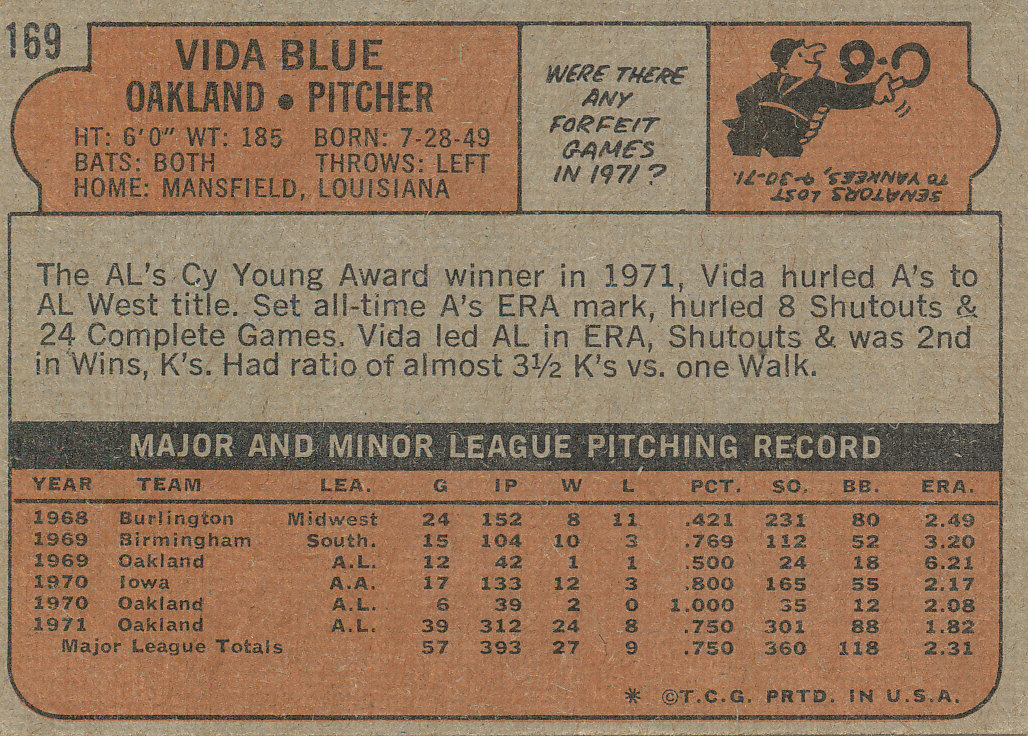 169
VIDA BLUE
OAKLAND • PITCHER
HT: 6'0" WT: 185 BORN: 7-28-49
BATS: BOTH THROWS: LEFT
HOME: MANSFIELD, LOUISIANA
WERE THERE
ANY
FORFEIT
GAMES
IN 1971?
9-0
SENATORS LOST
TO YANKEES, 9-30-71.
The AL's Cy Young Award winner in 1971, Vida hurled A's to
AL West title. Set all-time A's ERA mark, hurled 8 Shutouts &
24 Complete Games. Vida led AL in ERA, Shutouts & was 2nd
in Wins, K's. Had ratio of almost 3½ K's vs. one Walk.
MAJOR AND MINOR LEAGUE PITCHING RECORD
YEAR TEAM LEA. G IP W L PCT. SO. BB. ERA.
1968 Burlington Midwest 24 152 8 11 .421 231 80 2.49
1969 Birmingham South. 15 104 10 3 .769 112 52 3.20
1969 Oakland A.L. 12 42 1 1 .500 24 18 6.21
1970 Iowa A.A. 17 133 12 3 .800 165 55 2.17
1970 Oakland A.L. 6 39 2 0 1.000 35 12 2.08
1971 Oakland A.L. 39 312 24 8 .750 301 88 1.82
Major League Totals 57 393 27 9 .750 360 118 2.31
* ©T.C.G. PRTD. IN U.S.A.